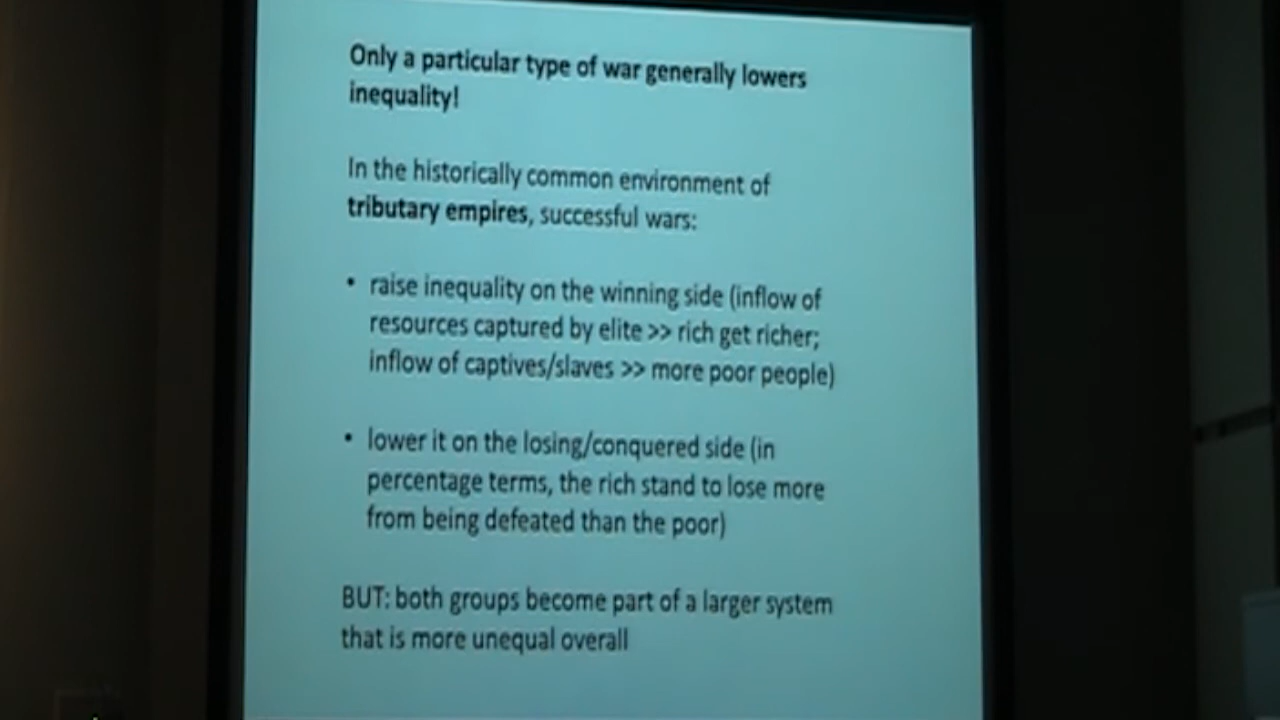 Only a particular type of war generally lowers
inequality!
In the historically common environment of
tributary empires, successful wars:
• raise inequality on the winning side (inflow of
resources captured by elite >> rich get richer;
inflow of captives/slaves >> more poor people)
• lower it on the losing/conquered side (in
percentage terms, the rich stand to lose more
from being defeated than the poor)
BUT: both groups become part of a larger system
that is more unequal overall